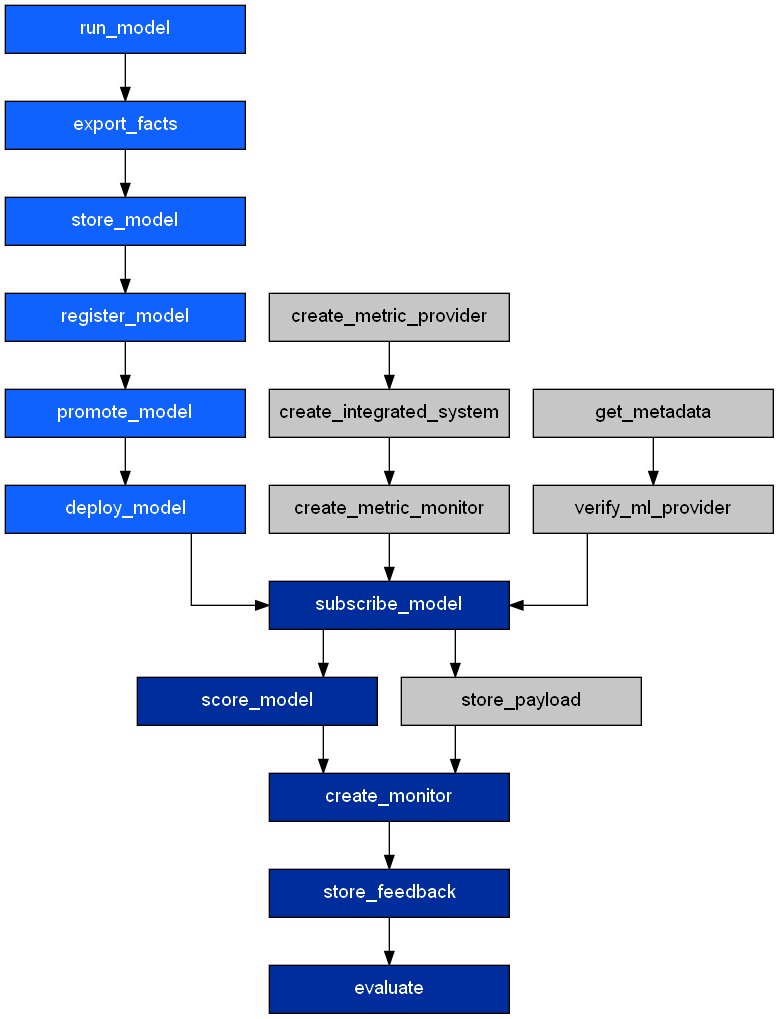 run_model
export_facts
store_model
register_model
create_metric_provider
promote_model
create_integrated_system
get_metadata
deploy_model
create_metric_monitor
verify_ml_provider
subscribe_model
score_model
store_payload
create_monitor
store_feedback
evaluate